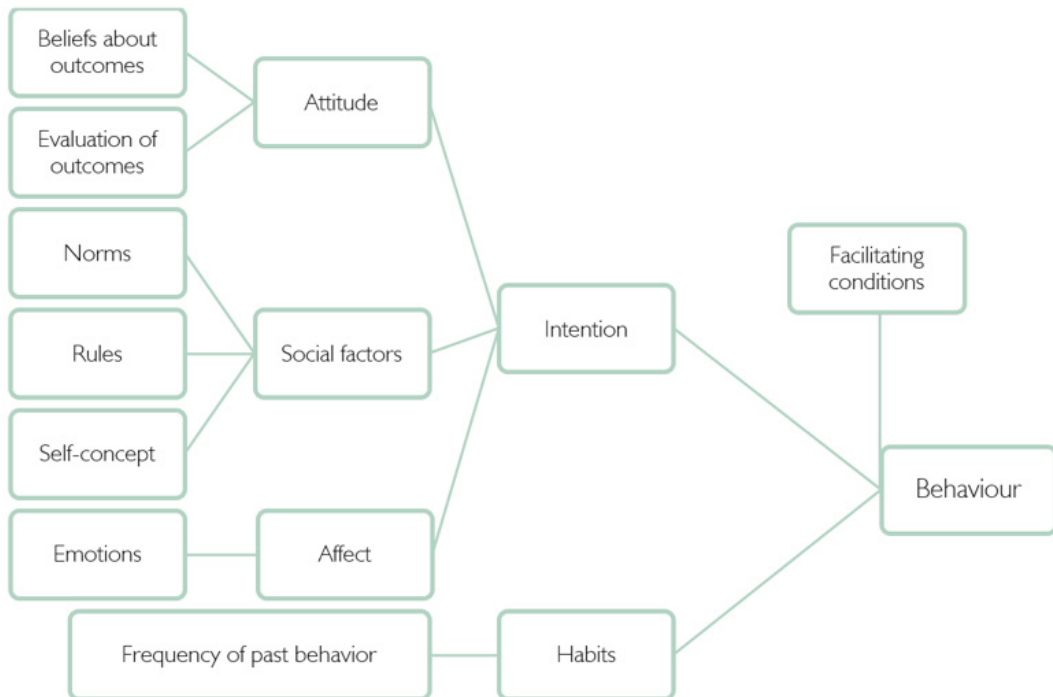 Beliefs about
outcomes
Evaluation of
outcomes
Attitude
Norms
Rules
Self-concept
Social factors
Emotions
Affect
Frequency of past behavior
Intention
Habits
Facilitating
conditions
Behaviour